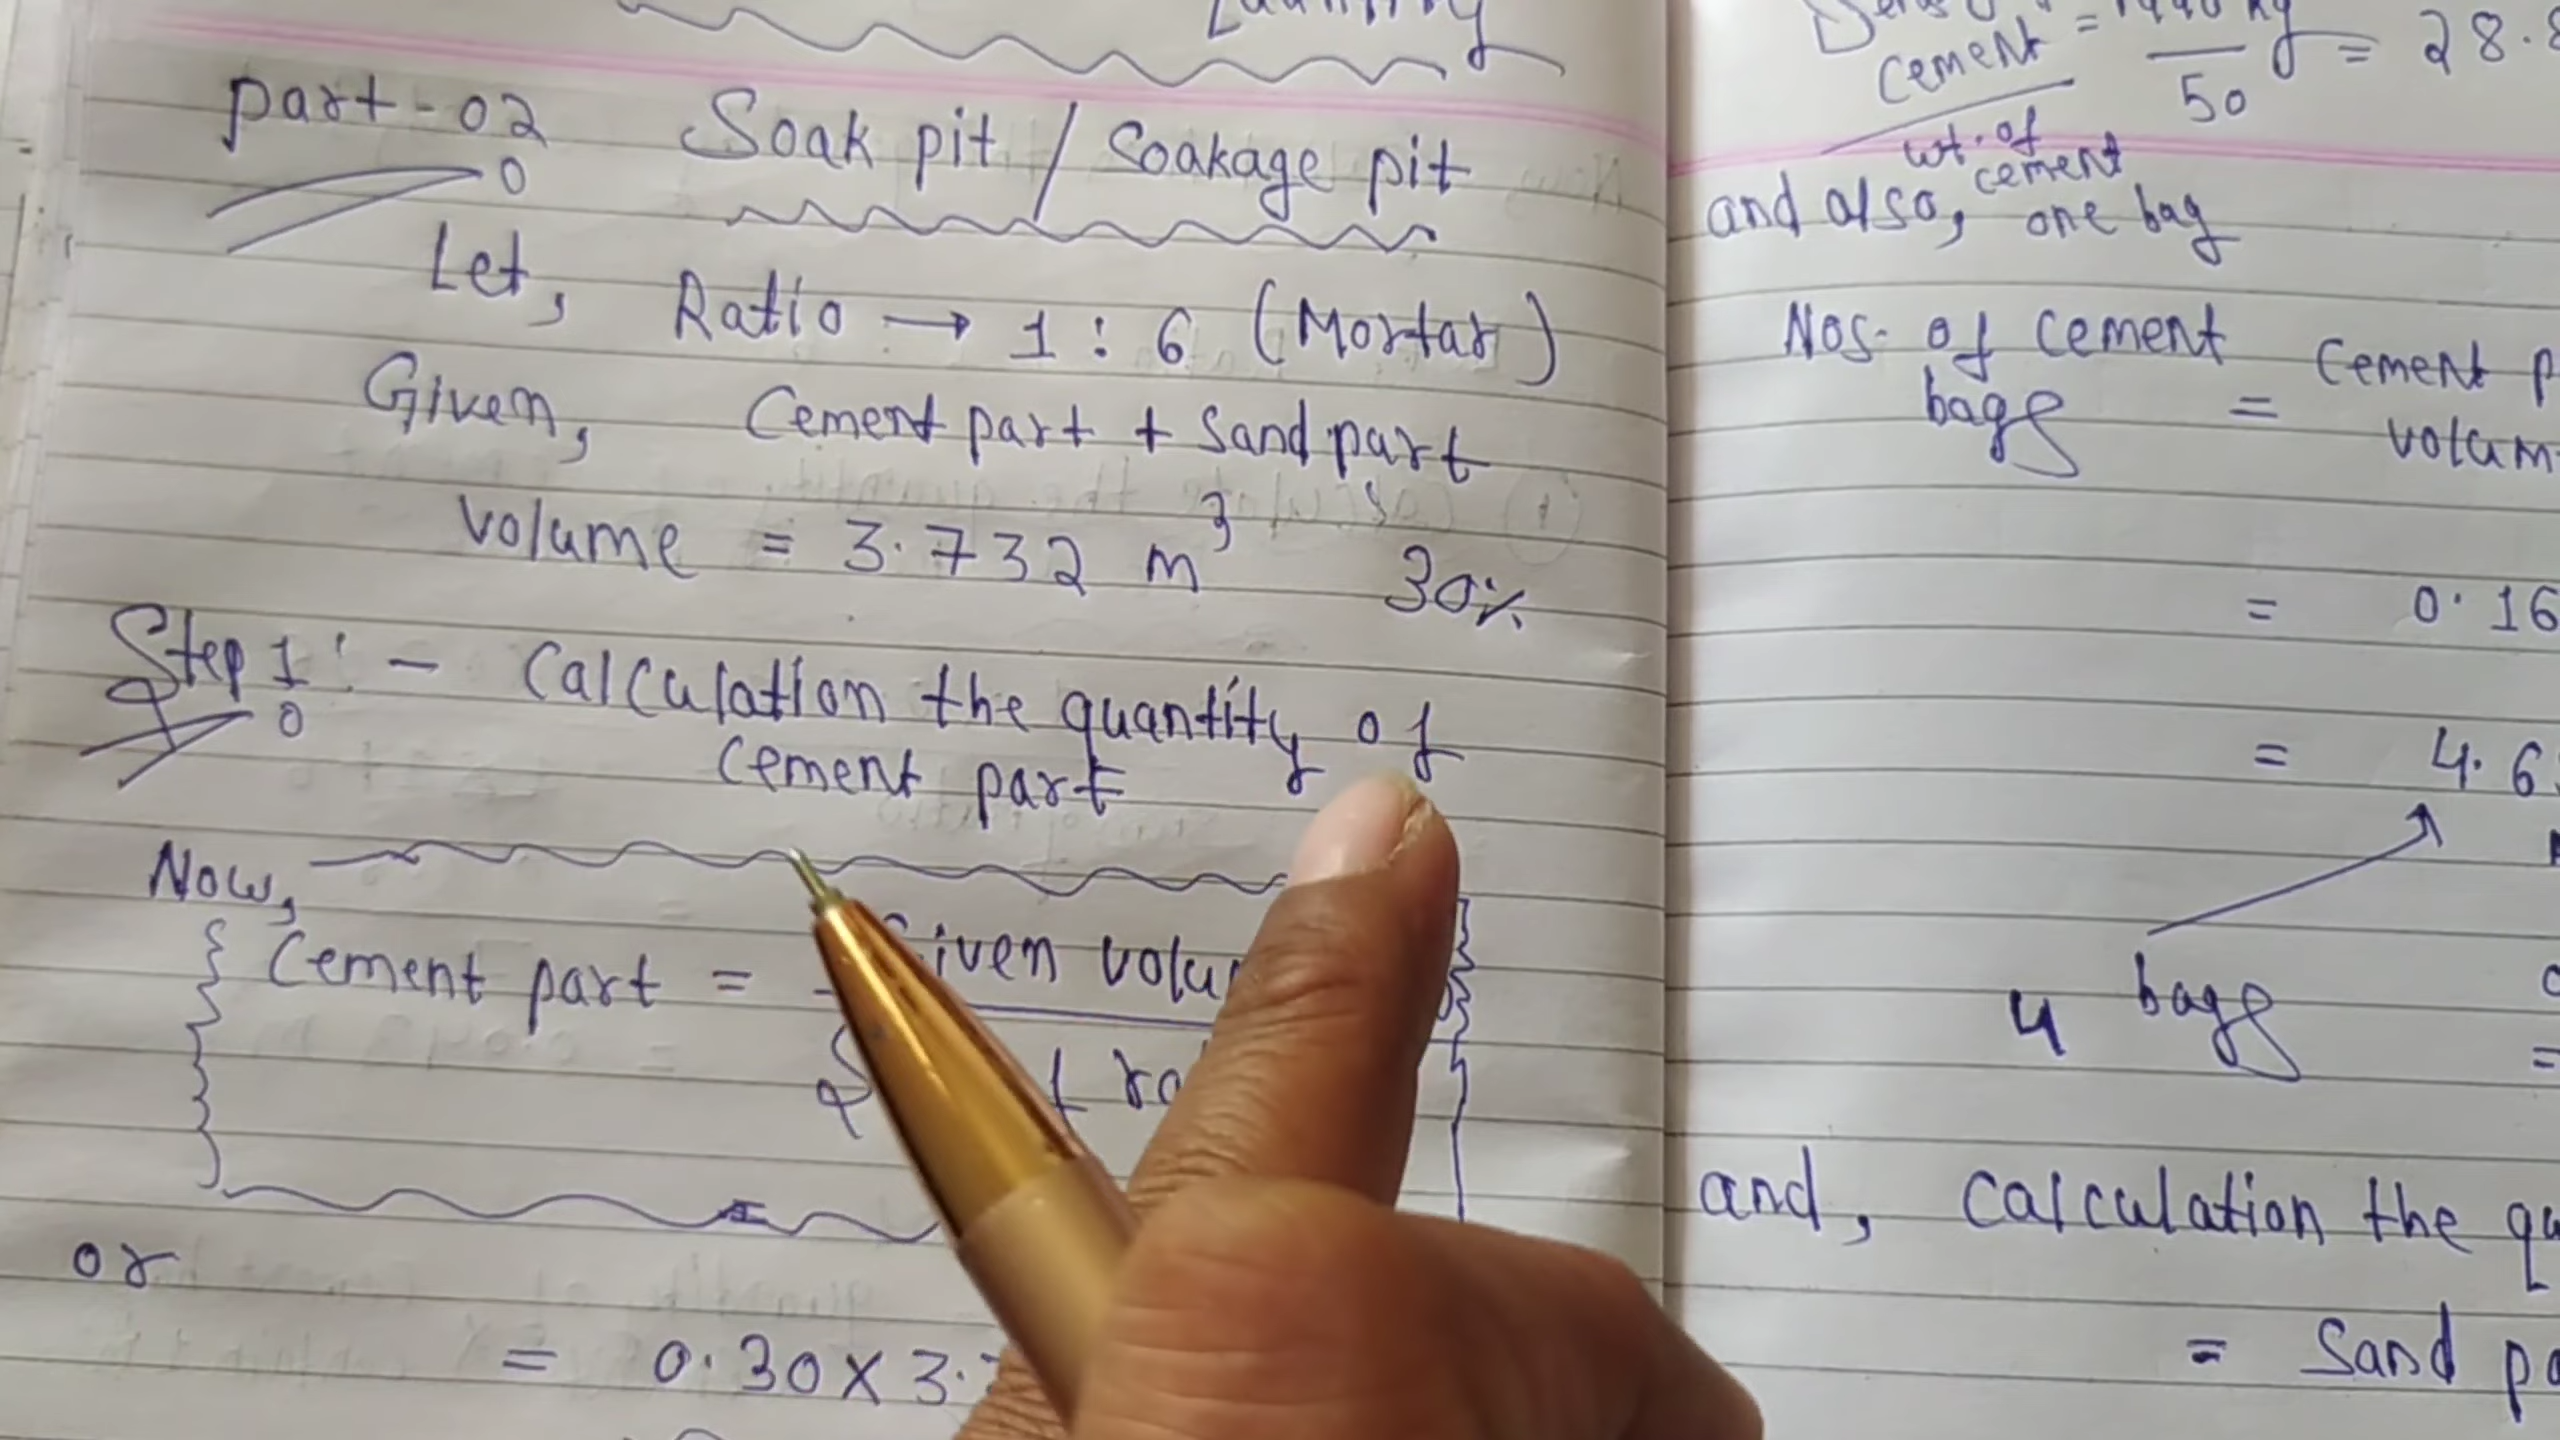 part-02 Soak pit / Soakage pit
Let, Ratio → 1 : 6 (Mortar)
Given, Cement part + Sand part
Volume = 3.732 m³ 30%
Step 1 :- Calculation the quantity of
cement part
Now,
Cement part = Given
or
= 0.30 × 3.
cement = = 28.8
50
wt. of
cement
and also, one bag
Nos. of cement Cement
bags =
= 0.16
= 4.6
4 bags
=
and, Calculation the
= Sand